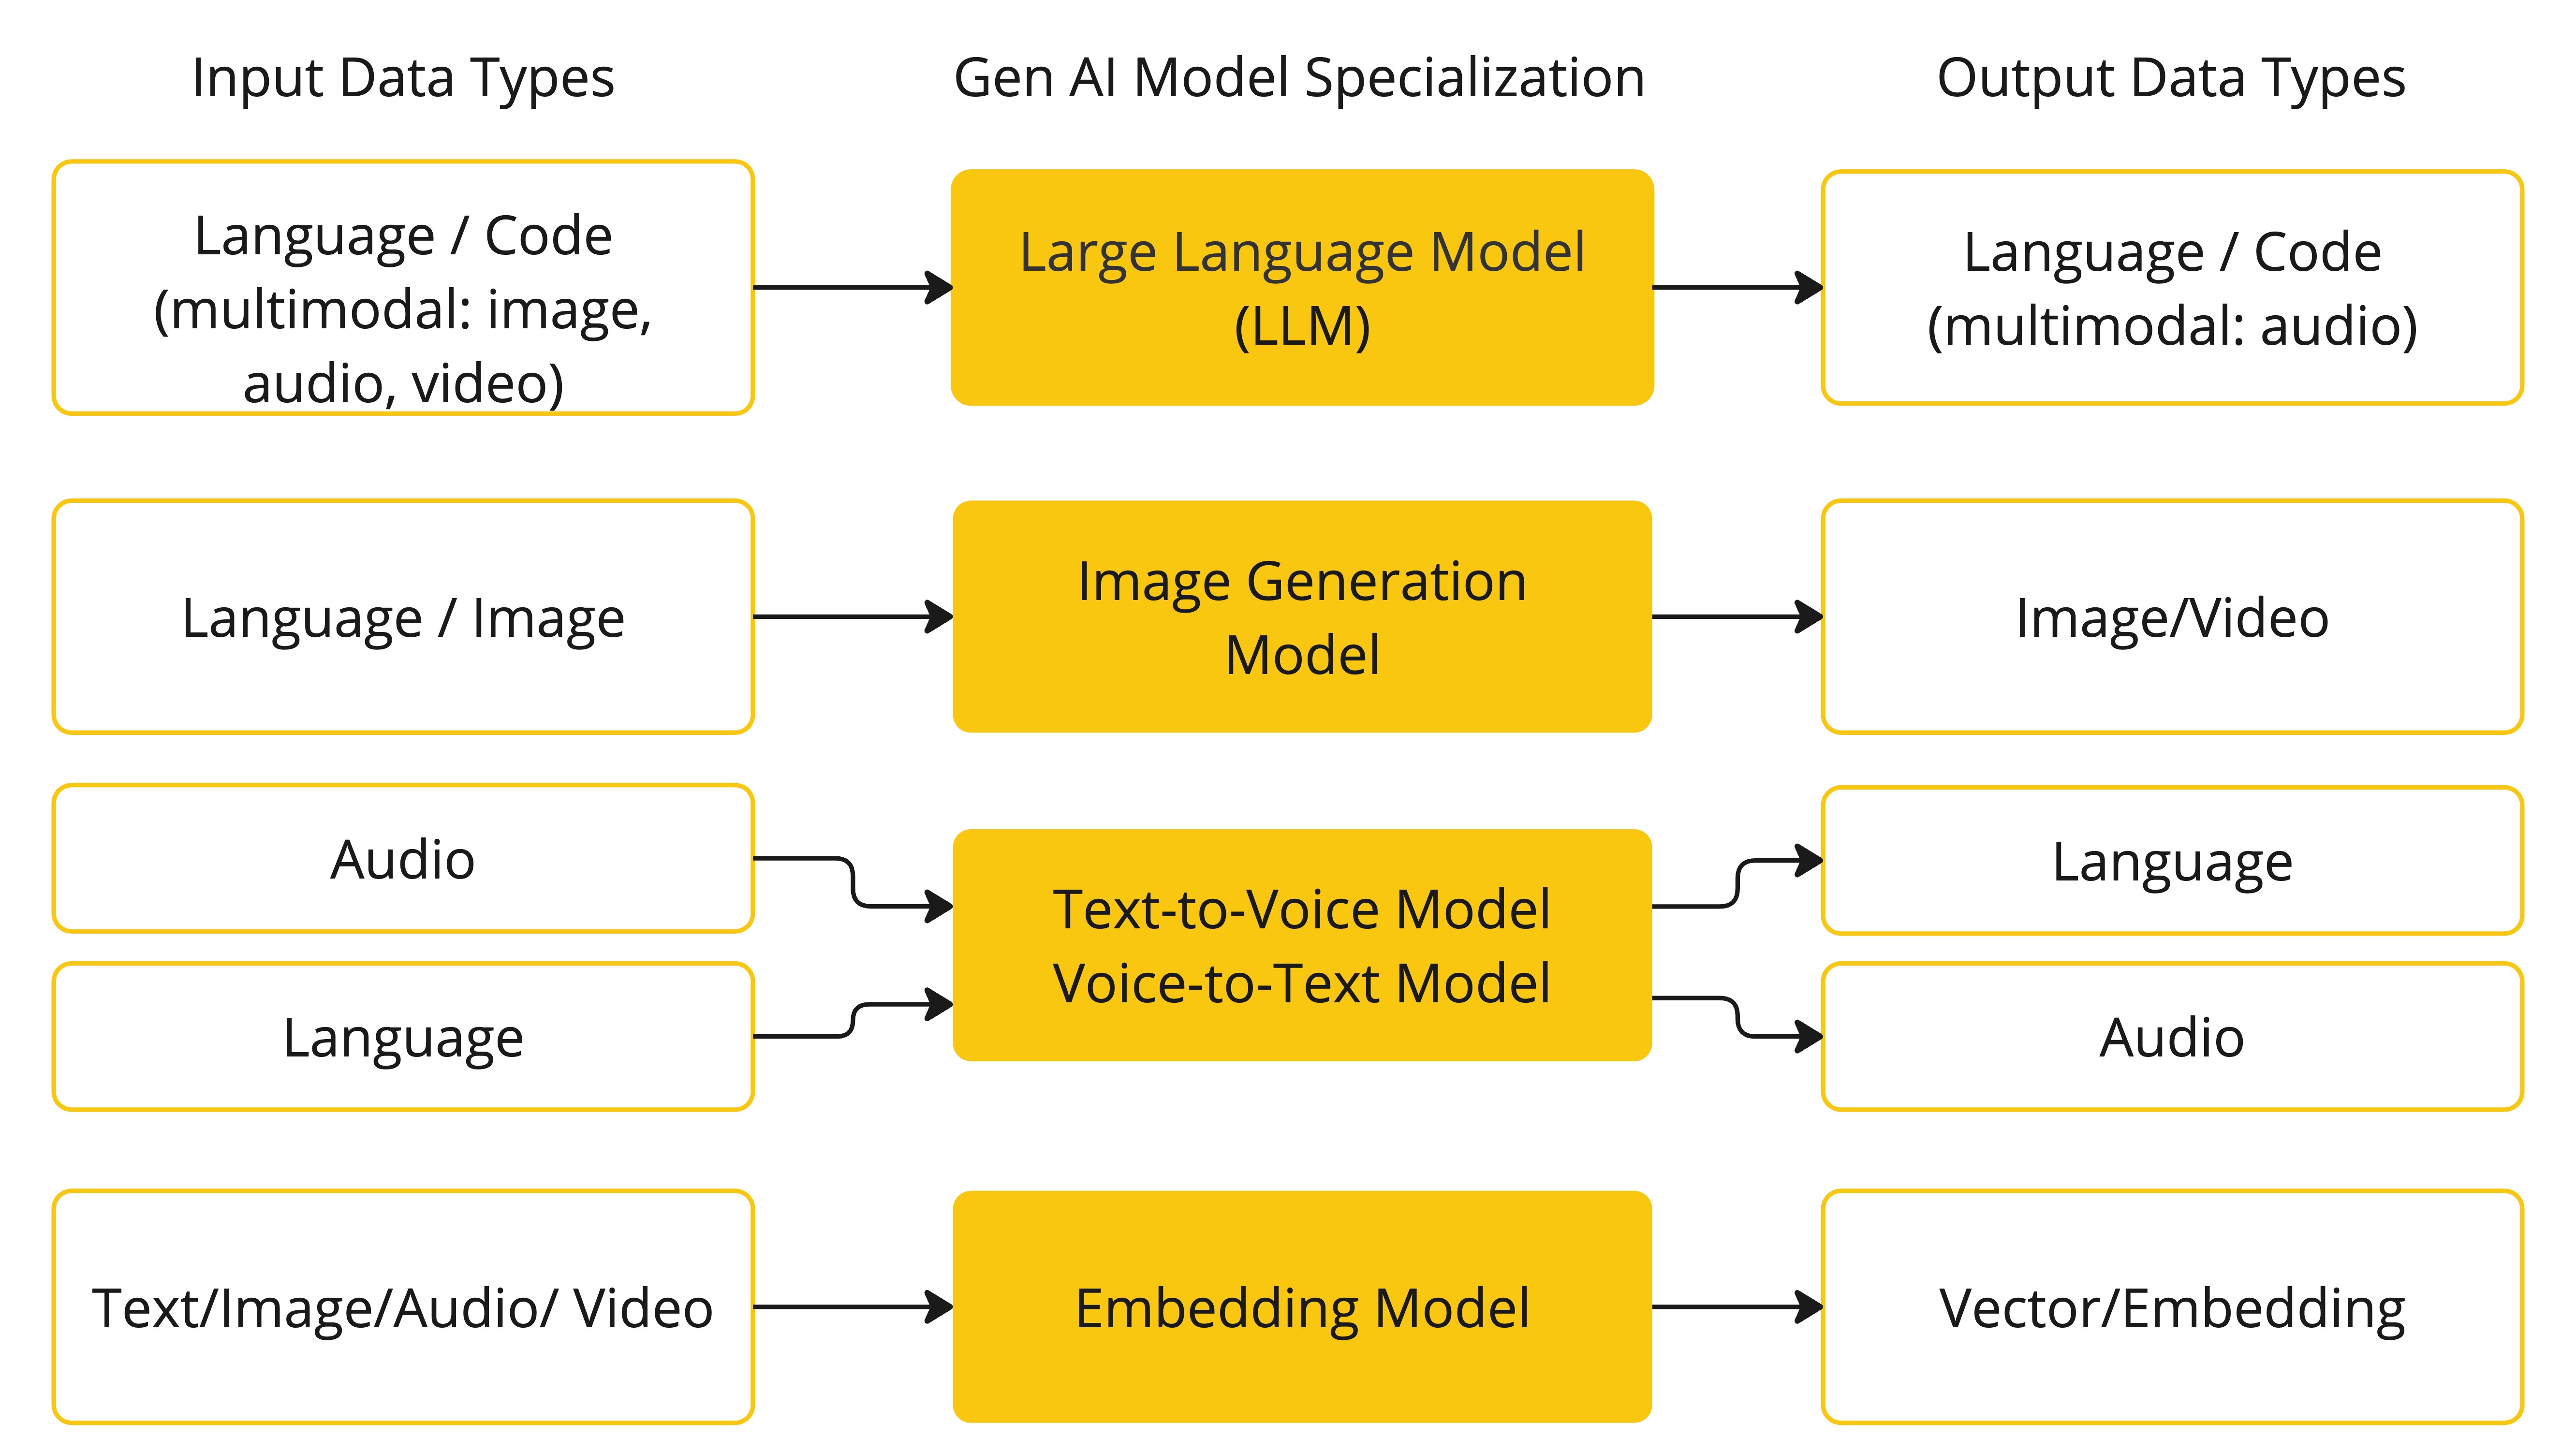 Input Data Types
Gen AI Model Specialization
Output Data Types
Language / Code
(multimodal: image,
audio, video)
Large Language Model
(LLM)
Language / Code
(multimodal: audio)
Language / Image
Image Generation
Model
Image/Video
Audio
Language
Text-to-Voice Model
Voice-to-Text Model
Language
Audio
Text/Image/Audio/ Video
Embedding Model
Vector/Embedding